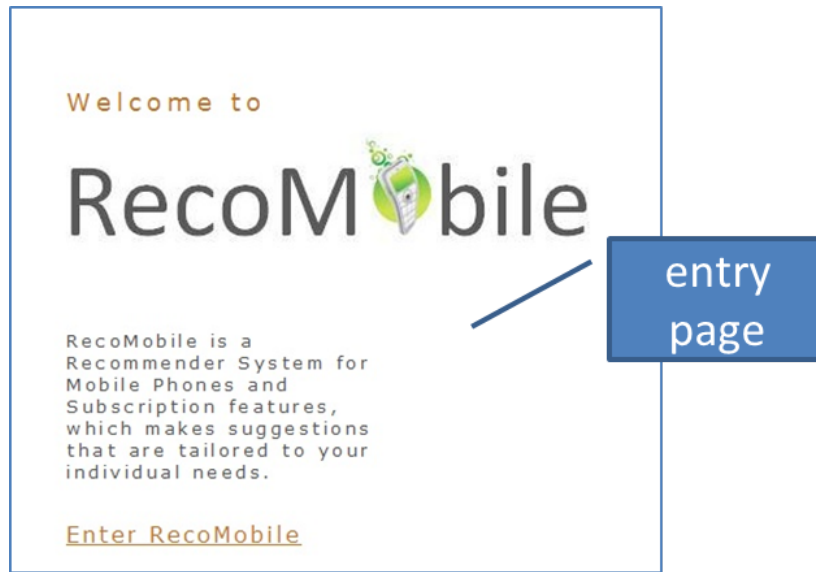 Welcome to
RecoMobile
entry
page
RecoMobile is a
Recommender System for
Mobile Phones and
Subscription features,
which makes suggestions
that are tailored to your
individual needs.
Enter RecoMobile